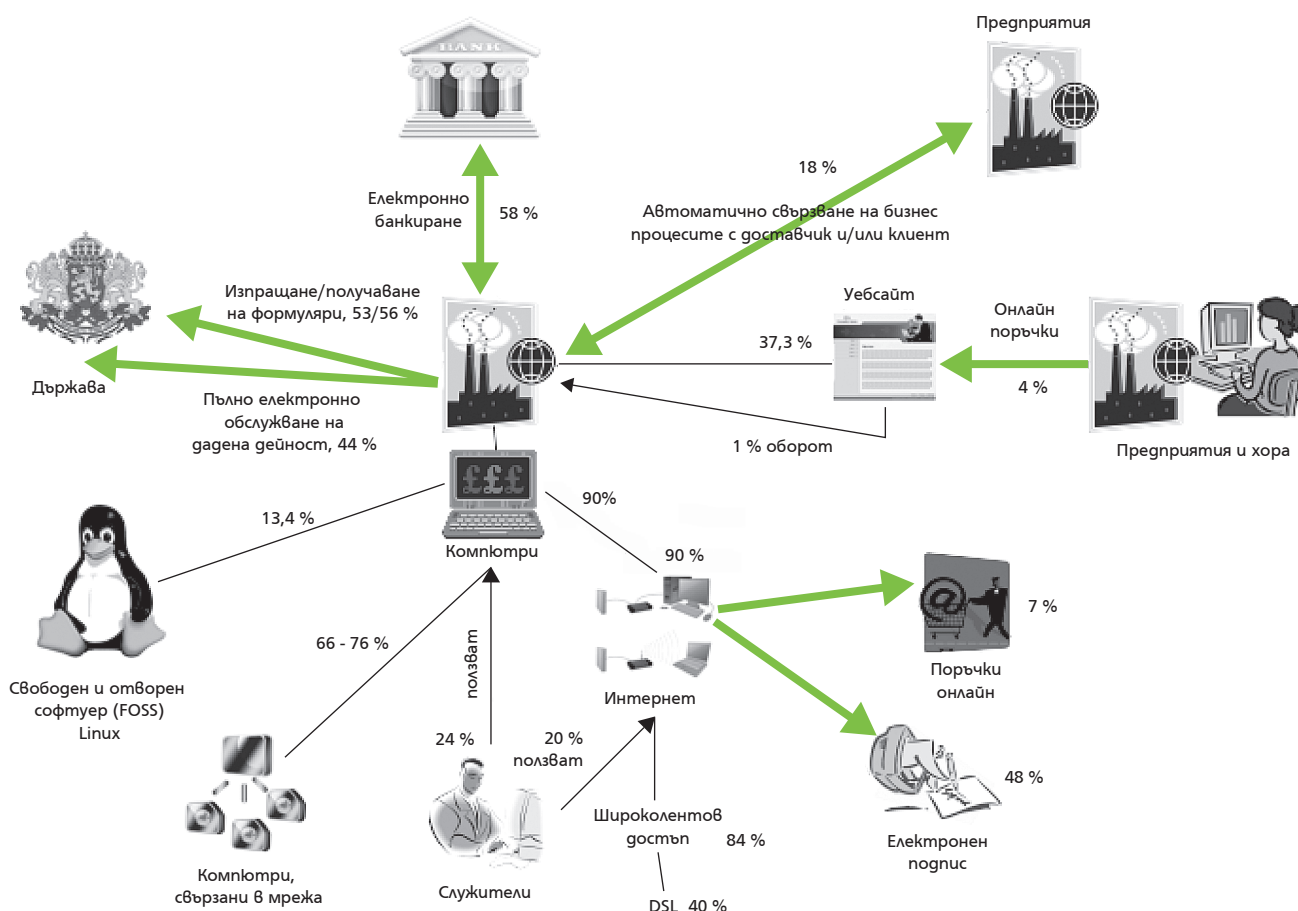 Предприятия
BANK
18 %
Електронно
банкиране
58 %
Автоматично свързване на бизнес
процесите с доставчик и/или клиент
Изпращане/получаване
на формуляри, 53/56 %
Уебсайт
Онлайн
поръчки
37,3 %
4 %
Държава
Пълно електронно
обслужване на
дадена дейност, 44 %
1 % оборот
Предприятия и хора
£££
90%
13,4 %
Компютри
90 %
7 %
66 - 76 %
ползват
Поръчки
онлайн
Свободен и отворен
софтуер (FOSS)
Linux
Интернет
24 %
20 %
ползват
48 %
Широколентов
достъп
84 %
Електронен
подпис
Компютри,
свързани в мрежа
Служители
DSL 40 %